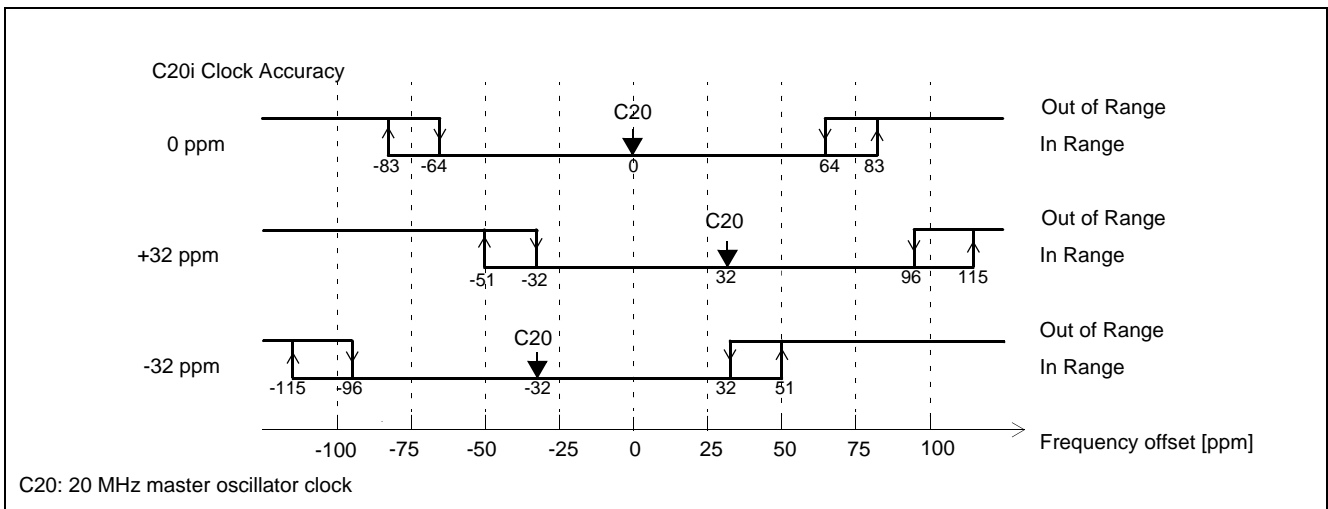 C20i Clock Accuracy
C20
Out of Range
0 ppm
In Range
-83 -64 0 64 83
C20
Out of Range
+32 ppm
In Range
-51 -32 32 96 115
C20
Out of Range
-32 ppm
In Range
-115 -96 -32 32 51
-100 -75 -50 -25 0 25 50 75 100 Frequency offset [ppm]
C20: 20 MHz master oscillator clock